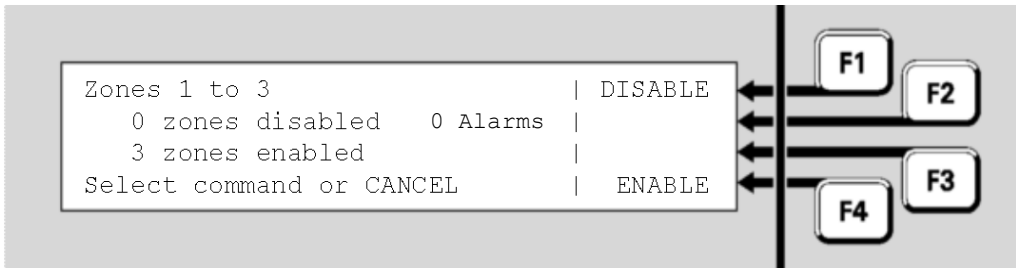 Zones 1 to 3 | DISABLE
0 zones disabled 0 Alarms |
3 zones enabled |
Select command or CANCEL | ENABLE
F1
F2
F3
F4